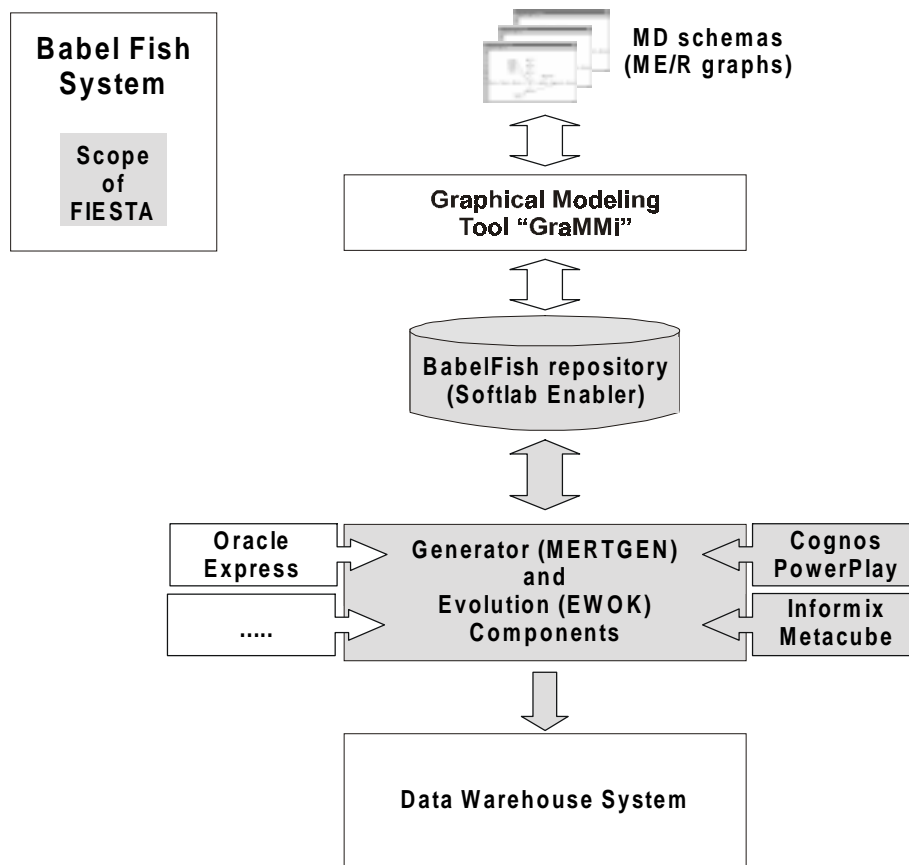 Babel Fish
System
Scope
of
FIESTA
MD schemas
(ME/R graphs)
Graphical Modeling
Tool “GraMMi”
BabelFish repository
(Softlab Enabler)
Oracle
Express
.....
Generator (MERTGEN)
and
Evolution (EWOK)
Components
Cognos
PowerPlay
Informix
Metacube
Data Warehouse System